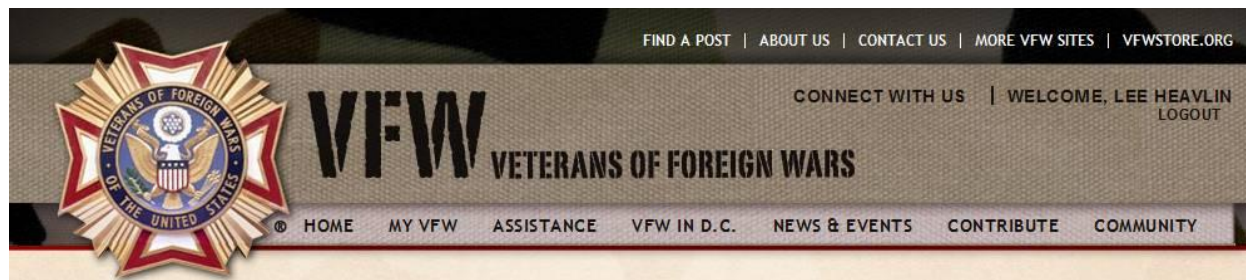 FIND A POST | ABOUT US | CONTACT US | MORE VFW SITES | VFWSTORE.ORG
CONNECT WITH US | WELCOME, LEE HEAVLIN
LOGOUT
VFW VETERANS OF FOREIGN WARS
VETERANS OF FOREIGN WARS
OF THE UNITED STATES
® HOME MY VFW ASSISTANCE VFW IN D.C. NEWS & EVENTS CONTRIBUTE COMMUNITY